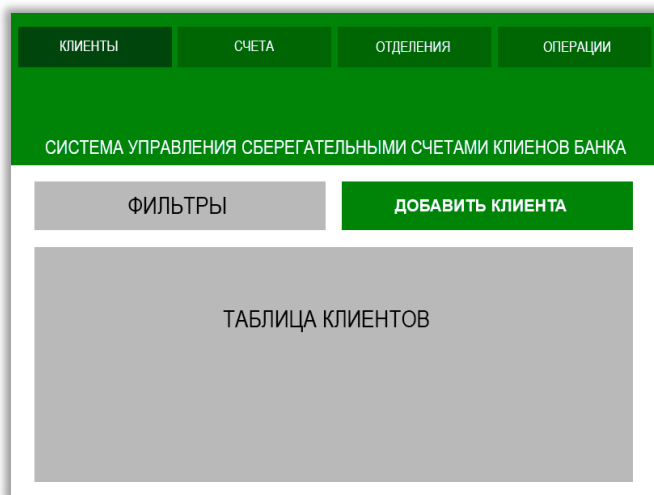 КЛИЕНТЫ СЧЕТА ОТДЕЛЕНИЯ ОПЕРАЦИИ
СИСТЕМА УПРАВЛЕНИЯ СБЕРЕГАТЕЛЬНЫМИ СЧЕТАМИ КЛИЕНОВ БАНКА
ФИЛЬТРЫ ДОБАВИТЬ КЛИЕНТА
ТАБЛИЦА КЛИЕНТОВ